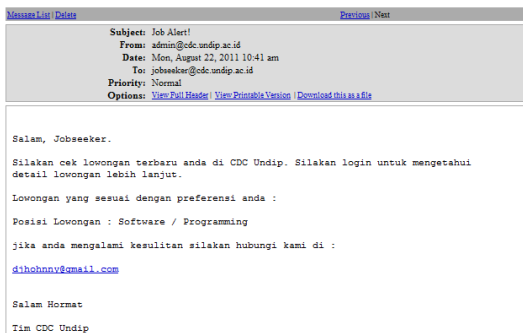 Message List | Delete Previous | Next
Subject: Job Alert!
From: admin@cdc.undip.ac.id
Date: Mon, August 22, 2011 10:41 am
To: jobseeker@cdc.undip.ac.id
Priority: Normal
Options: View Full Header | View Printable Version | Download this as a file
Salam, Jobseeker.
Silakan cek lowongan terbaru anda di CDC Undip. Silakan login untuk mengetahui
detail lowongan lebih lanjut.
Lowongan yang sesuai dengan preferensi anda :
Posisi Lowongan : Software / Programming
jika anda mengalami kesulitan silakan hubungi kami di :
djhohnny@gmail.com
Salam Hormat
Tim CDC Undip